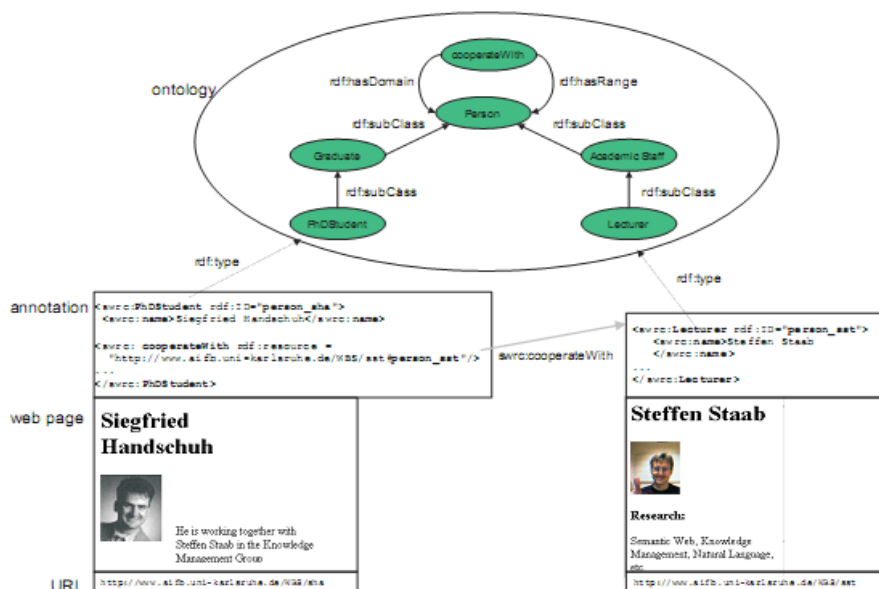 cooperateWith
rdf:hasDomain
rdf:hasRange
ontology
Person
rdf:subClass
rdf:subClass
Graduate
Academic Staff
rdf:subCäss
rdf:subClass
PhDStudent
Lecturer
rdf:type
rdf:type
annotation
<swrc:PhDStudent rdf:ID="person_sha">
<swrc:name>Siegfried Handschuh</swrc:name>
<swrc: cooperateWith rdf:resource =
"http://www.aifb.uni-karlsruhe.de/WBS/sst#person_sst"/>
...
</swrc:PhDStudent>
swrc:cooperateWith
<swrc:Lecturer rdf:ID="person_sst">
<swrc:name>Steffen Staab
</swrc:name>
...
</swrc:Lecturer>
web page
Siegfried
Handschuh
He is working together with
Steffen Staab in the Knowledge
Management Group
Steffen Staab
Research:
Semantic Web, Knowledge
Management, Natural Language,
etc.
URL
http://www.aifb.uni-karlsruhe.de/WBS/sha
http://www.aifb.uni-karlsruhe.de/WBS/sst